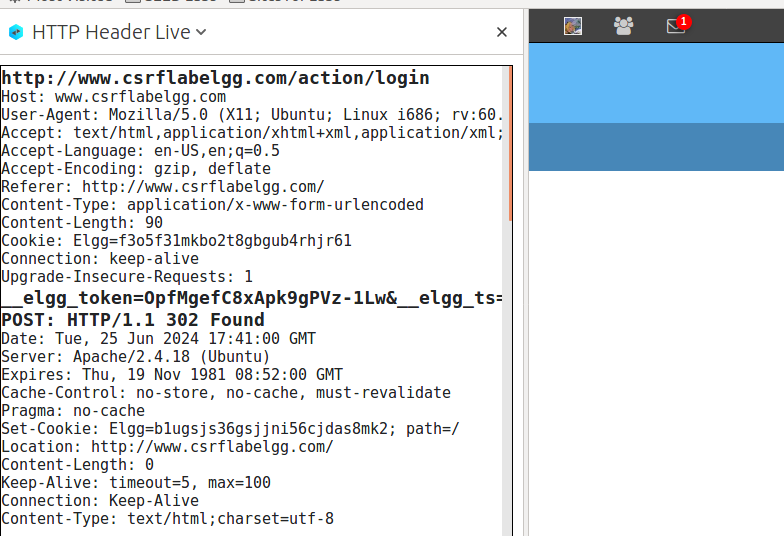 HTTP Header Live
1
http://www.csrflabelgg.com/action/login
Host: www.csrflabelgg.com
User-Agent: Mozilla/5.0 (X11; Ubuntu; Linux i686; rv:60.
Accept: text/html,application/xhtml+xml,application/xml;
Accept-Language: en-US,en;q=0.5
Accept-Encoding: gzip, deflate
Referer: http://www.csrflabelgg.com/
Content-Type: application/x-www-form-urlencoded
Content-Length: 90
Cookie: Elgg=f3o5f31mkbo2t8gbgub4rhjr61
Connection: keep-alive
Upgrade-Insecure-Requests: 1
__elgg_token=OpfMgefC8xApk9gPVz-1Lw&__elgg_ts=
POST: HTTP/1.1 302 Found
Date: Tue, 25 Jun 2024 17:41:00 GMT
Server: Apache/2.4.18 (Ubuntu)
Expires: Thu, 19 Nov 1981 08:52:00 GMT
Cache-Control: no-store, no-cache, must-revalidate
Pragma: no-cache
Set-Cookie: Elgg=b1ugsjs36gsjjni56cjdas8mk2; path=/
Location: http://www.csrflabelgg.com/
Content-Length: 0
Keep-Alive: timeout=5, max=100
Connection: Keep-Alive
Content-Type: text/html;charset=utf-8